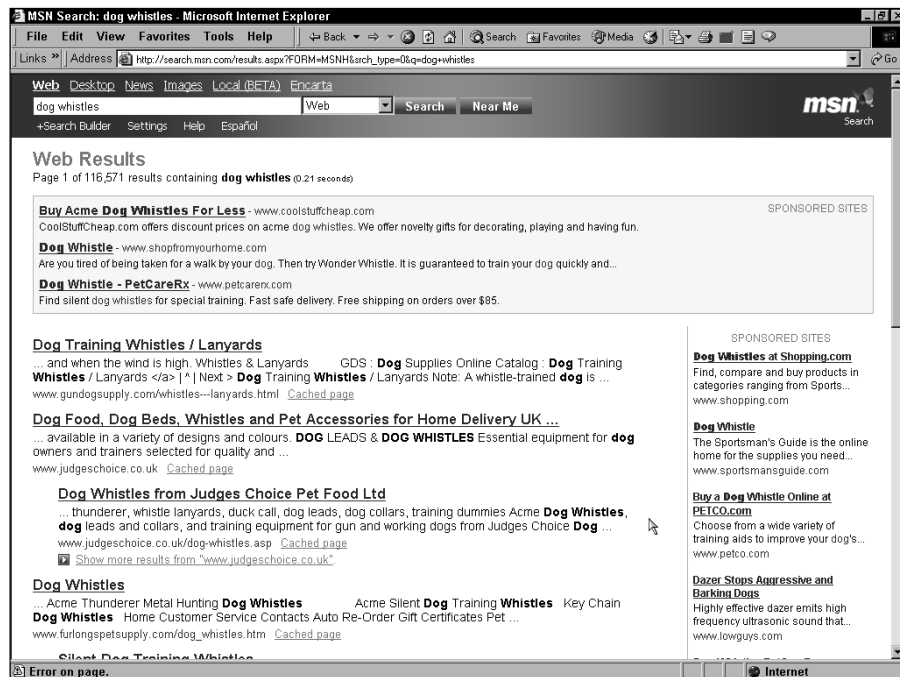 MSN Search: dog whistles - Microsoft Internet Explorer
File Edit View Favorites Tools Help Back Search Favorites Media
Links » Address http://search.msn.com/results.aspx?FORM=MSNH&srch_type=0&q=dog+whistles Go
Web Desktop News Images Local (BETA) Encarta
dog whistles Web Search Near Me
+Search Builder Settings Help Español
msn
Search
Web Results
Page 1 of 116,571 results containing dog whistles (0.21 seconds)
SPONSORED SITES
Buy Acme Dog Whistles For Less - www.coolstuffcheap.com
CoolStuffCheap.com offers discount prices on acme dog whistles. We offer novelty gifts for decorating, playing and having fun.
Dog Whistle - www.shopfromyourhome.com
Are you tired of being taken for a walk by your dog. Then try Wonder Whistle. It is guaranteed to train your dog quickly and...
Dog Whistle - PetCareRx - www.petcarerx.com
Find silent dog whistles for special training. Fast safe delivery. Free shipping on orders over $85.
Dog Training Whistles / Lanyards
... and when the wind is high. Whistles & Lanyards GDS : Dog Supplies Online Catalog : Dog Training
Whistles / Lanyards </a> | ^ | Next > Dog Training Whistles / Lanyards Note: A whistle-trained dog is ...
www.gundogsupply.com/whistles---lanyards.html Cached page
Dog Food, Dog Beds, Whistles and Pet Accessories for Home Delivery UK ...
... available in a variety of designs and colours. DOG LEADS & DOG WHISTLES Essential equipment for dog
owners and trainers selected for quality and ...
www.judgeschoice.co.uk Cached page
Dog Whistles from Judges Choice Pet Food Ltd
... thunderer, whistle lanyards, duck call, dog leads, dog collars, training dummies Acme Dog Whistles,
dog leads and collars, and training equipment for gun and working dogs from Judges Choice Dog ...
www.judgeschoice.co.uk/dog-whistles.asp Cached page
Show more results from "www.judgeschoice.co.uk".
Dog Whistles
... Acme Thunderer Metal Hunting Dog Whistles Acme Silent Dog Training Whistles Key Chain
Dog Whistles Home Customer Service Contacts Auto Re-Order Gift Certificates Pet ...
www.furlongspetsupply.com/dog_whistles.htm Cached page
Silent Dog Training Whistles
SPONSORED SITES
Dog Whistles at Shopping.com
Find, compare and buy products in
categories ranging from Sports...
www.shopping.com
Dog Whistle
The Sportsman's Guide is the online
home for the supplies you need...
www.sportsmansguide.com
Buy a Dog Whistle Online at
PETCO.com
Choose from a wide variety of
training aids to improve your dog's...
www.petco.com
Dazer Stops Aggressive and
Barking Dogs
Highly effective dazer emits high
frequency ultrasonic sound that...
www.lowguys.com
Error on page. Internet